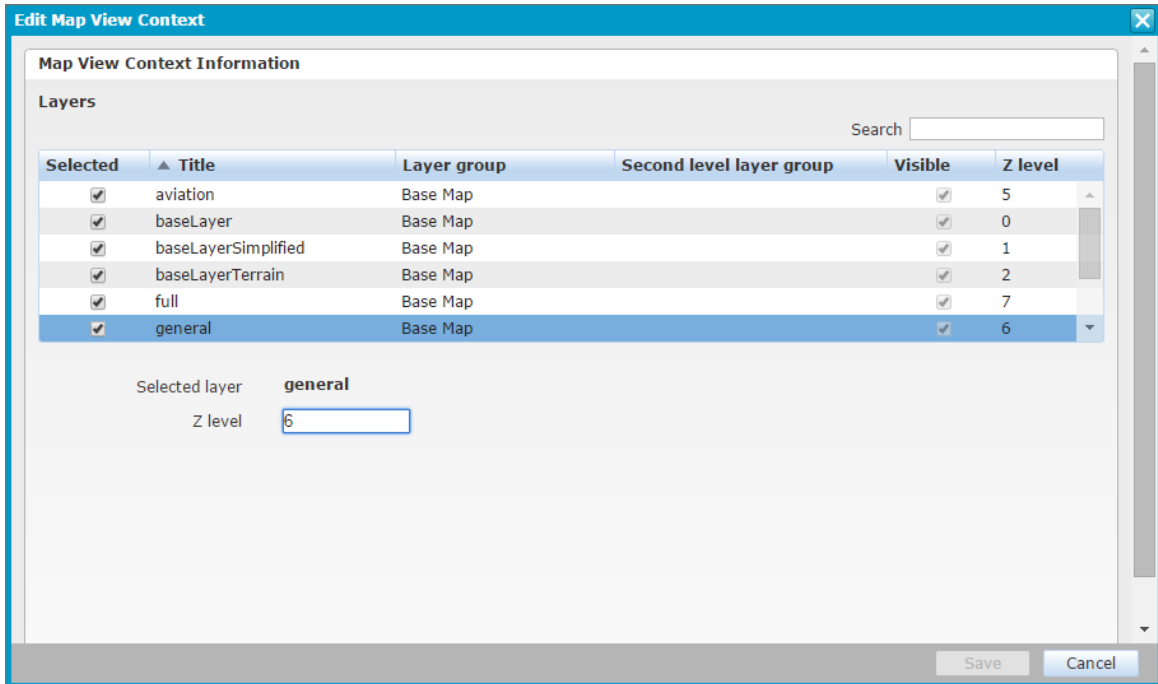 Edit Map View Context
Map View Context Information
Layers
Search
Selected Title Layer group Second level layer group Visible Z level
aviation Base Map 5
baseLayer Base Map 0
baseLayerSimplified Base Map 1
baseLayerTerrain Base Map 2
full Base Map 7
general Base Map 6
Selected layer general
Z level 6
Save Cancel